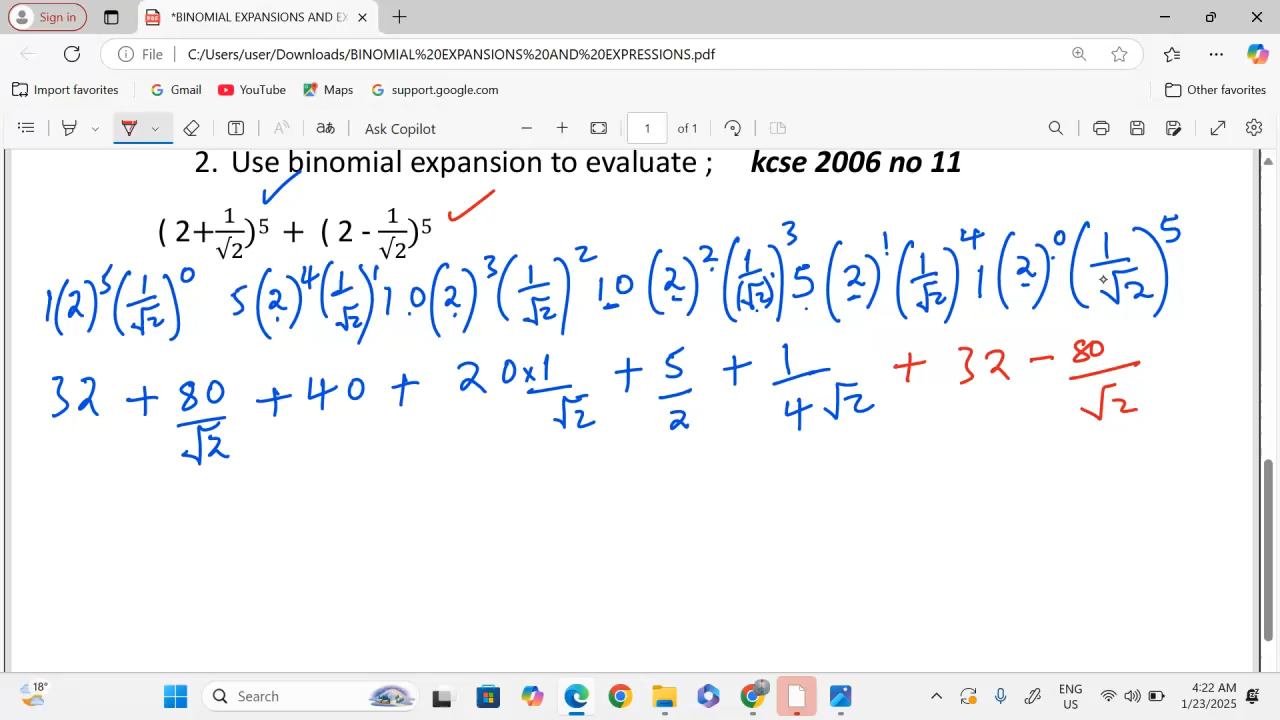 Sign in *BINOMIAL EXPANSIONS AND EX
File C:/Users/user/Downloads/BINOMIAL%20EXPANSIONS%20AND%20EXPRESSIONS.pdf
Import favorites Gmail YouTube Maps support.google.com Other favorites
Ask Copilot 1 of 1
2. Use binomial expansion to evaluate ; kcse 2006 no 11
( 2+1/√2)^5 + ( 2 - 1/√2)^5
1(2)^5(1/√2)^0 5(2)^4(1/√2)^1 10(2)^3(1/√2)^2 10(2)^2(1/√2)^3 5(2)^1(1/√2)^4 1(2)^0(1/√2)^5
32 + 80/√2 + 40 + 20×1/√2 + 5/2 + 1/4√2 + 32 - 80/√2
18° Search ENG US 4:22 AM 1/23/2025